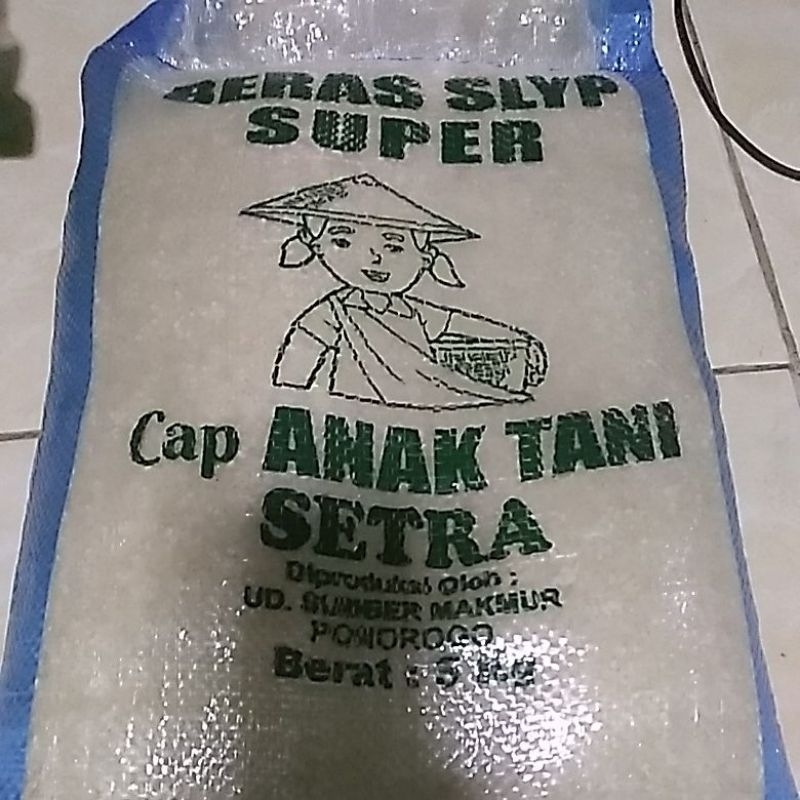 BERAS SLYP
SUPER
Cap ANAK TANI
SETRA
Diproduksi Oleh :
UD. SUMBER MAKMUR
PONOROGO
Berat : 5 Kg